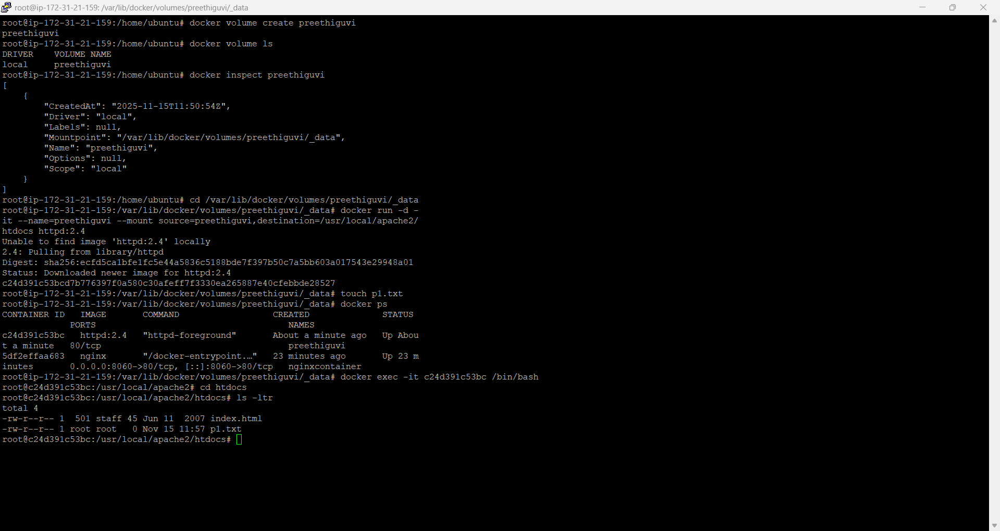 root@ip-172-31-21-159: /var/lib/docker/volumes/preethiguvi/_data
root@ip-172-31-21-159:/home/ubuntu# docker volume create preethiguvi
preethiguvi
root@ip-172-31-21-159:/home/ubuntu# docker volume ls
DRIVER    VOLUME NAME
local     preethiguvi
root@ip-172-31-21-159:/home/ubuntu# docker inspect preethiguvi
[
    {
        "CreatedAt": "2025-11-15T11:50:54Z",
        "Driver": "local",
        "Labels": null,
        "Mountpoint": "/var/lib/docker/volumes/preethiguvi/_data",
        "Name": "preethiguvi",
        "Options": null,
        "Scope": "local"
    }
]
root@ip-172-31-21-159:/home/ubuntu# cd /var/lib/docker/volumes/preethiguvi/_data
root@ip-172-31-21-159:/var/lib/docker/volumes/preethiguvi/_data# docker run -d -
it --name=preethiguvi --mount source=preethiguvi,destination=/usr/local/apache2/
htdocs httpd:2.4
Unable to find image 'httpd:2.4' locally
2.4: Pulling from library/httpd
Digest: sha256:ecfd5ca1bfe1fc5e44a5836c5188bde7f397b50c7a5bb603a017543e29948a01
Status: Downloaded newer image for httpd:2.4
c24d391c53bcd7b776397f0a580c30afeff7f3330ea265887e40cfebbde28527
root@ip-172-31-21-159:/var/lib/docker/volumes/preethiguvi/_data# touch p1.txt
root@ip-172-31-21-159:/var/lib/docker/volumes/preethiguvi/_data# docker ps
CONTAINER ID   IMAGE       COMMAND                  CREATED              STATUS
             PORTS                                     NAMES
c24d391c53bc   httpd:2.4   "httpd-foreground"       About a minute ago   Up Abou
t a minute   80/tcp                                    preethiguvi
5df2effaa683   nginx       "/docker-entrypoint.…"   23 minutes ago       Up 23 m
inutes       0.0.0.0:8060->80/tcp, [::]:8060->80/tcp   nginxcontainer
root@ip-172-31-21-159:/var/lib/docker/volumes/preethiguvi/_data# docker exec -it c24d391c53bc /bin/bash
root@c24d391c53bc:/usr/local/apache2# cd htdocs
root@c24d391c53bc:/usr/local/apache2/htdocs# ls -ltr
total 4
-rw-r--r-- 1  501 staff 45 Jun 11  2007 index.html
-rw-r--r-- 1 root root   0 Nov 15 11:57 p1.txt
root@c24d391c53bc:/usr/local/apache2/htdocs#